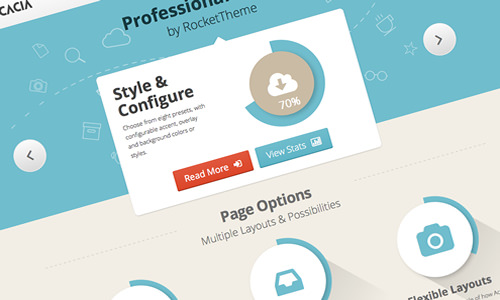 CACIA
Professional
by RocketTheme
Style &
Configure
Choose from eight presets, with
configurable accent, overlay
and background colors or
styles.
70%
Read More
View Stats
Page Options
Multiple Layouts & Possibilities
Flexible Layouts
of how Ac